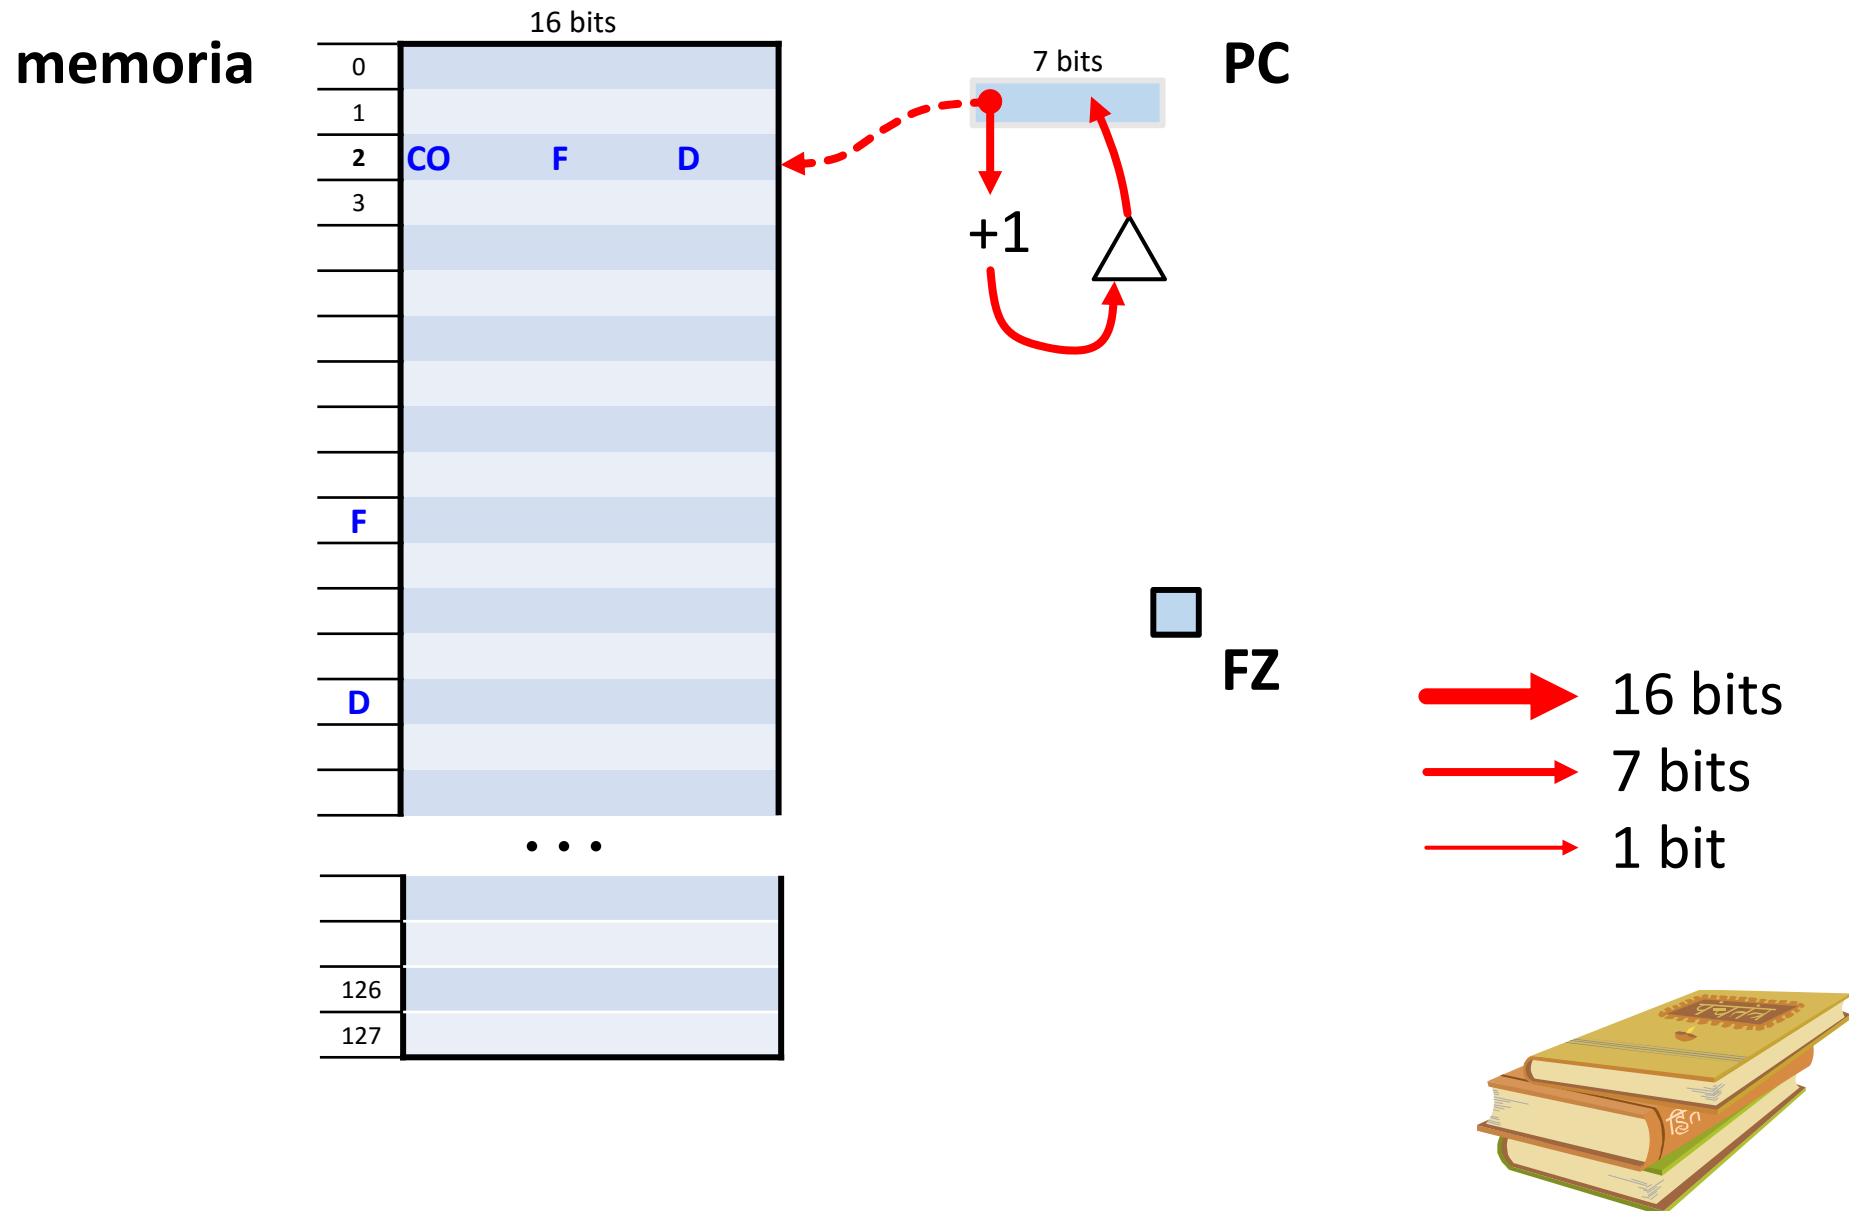 16 bits
memoria
7 bits
PC
0
1
2 CO F D
3
+1
F
D
FZ
16 bits
7 bits
1 bit
• • •
126
127